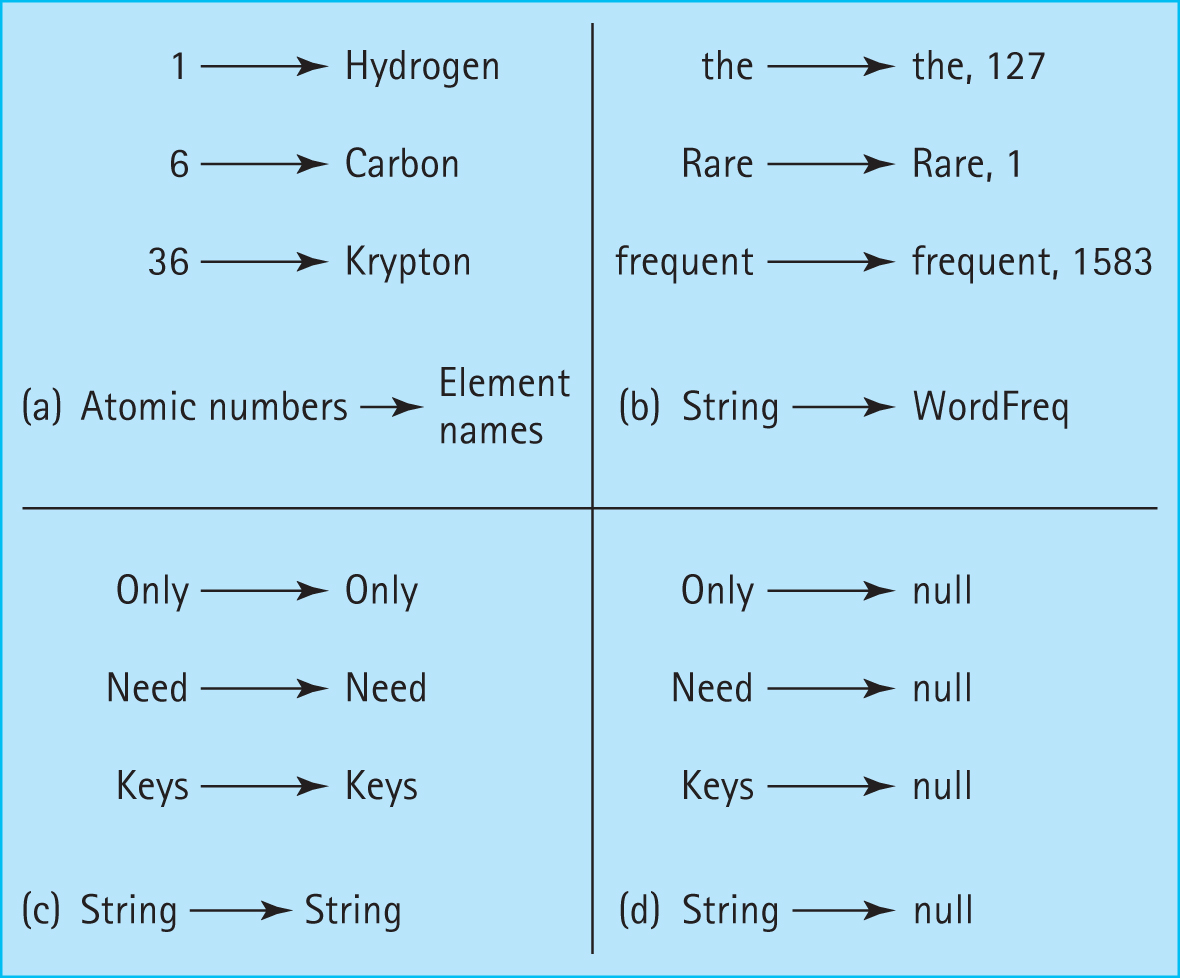 1 → Hydrogen
6 → Carbon
36 → Krypton
(a) Atomic numbers → Element names
the → the, 127
Rare → Rare, 1
frequent → frequent, 1583
(b) String → WordFreq
Only → Only
Need → Need
Keys → Keys
(c) String → String
Only → null
Need → null
Keys → null
(d) String → null